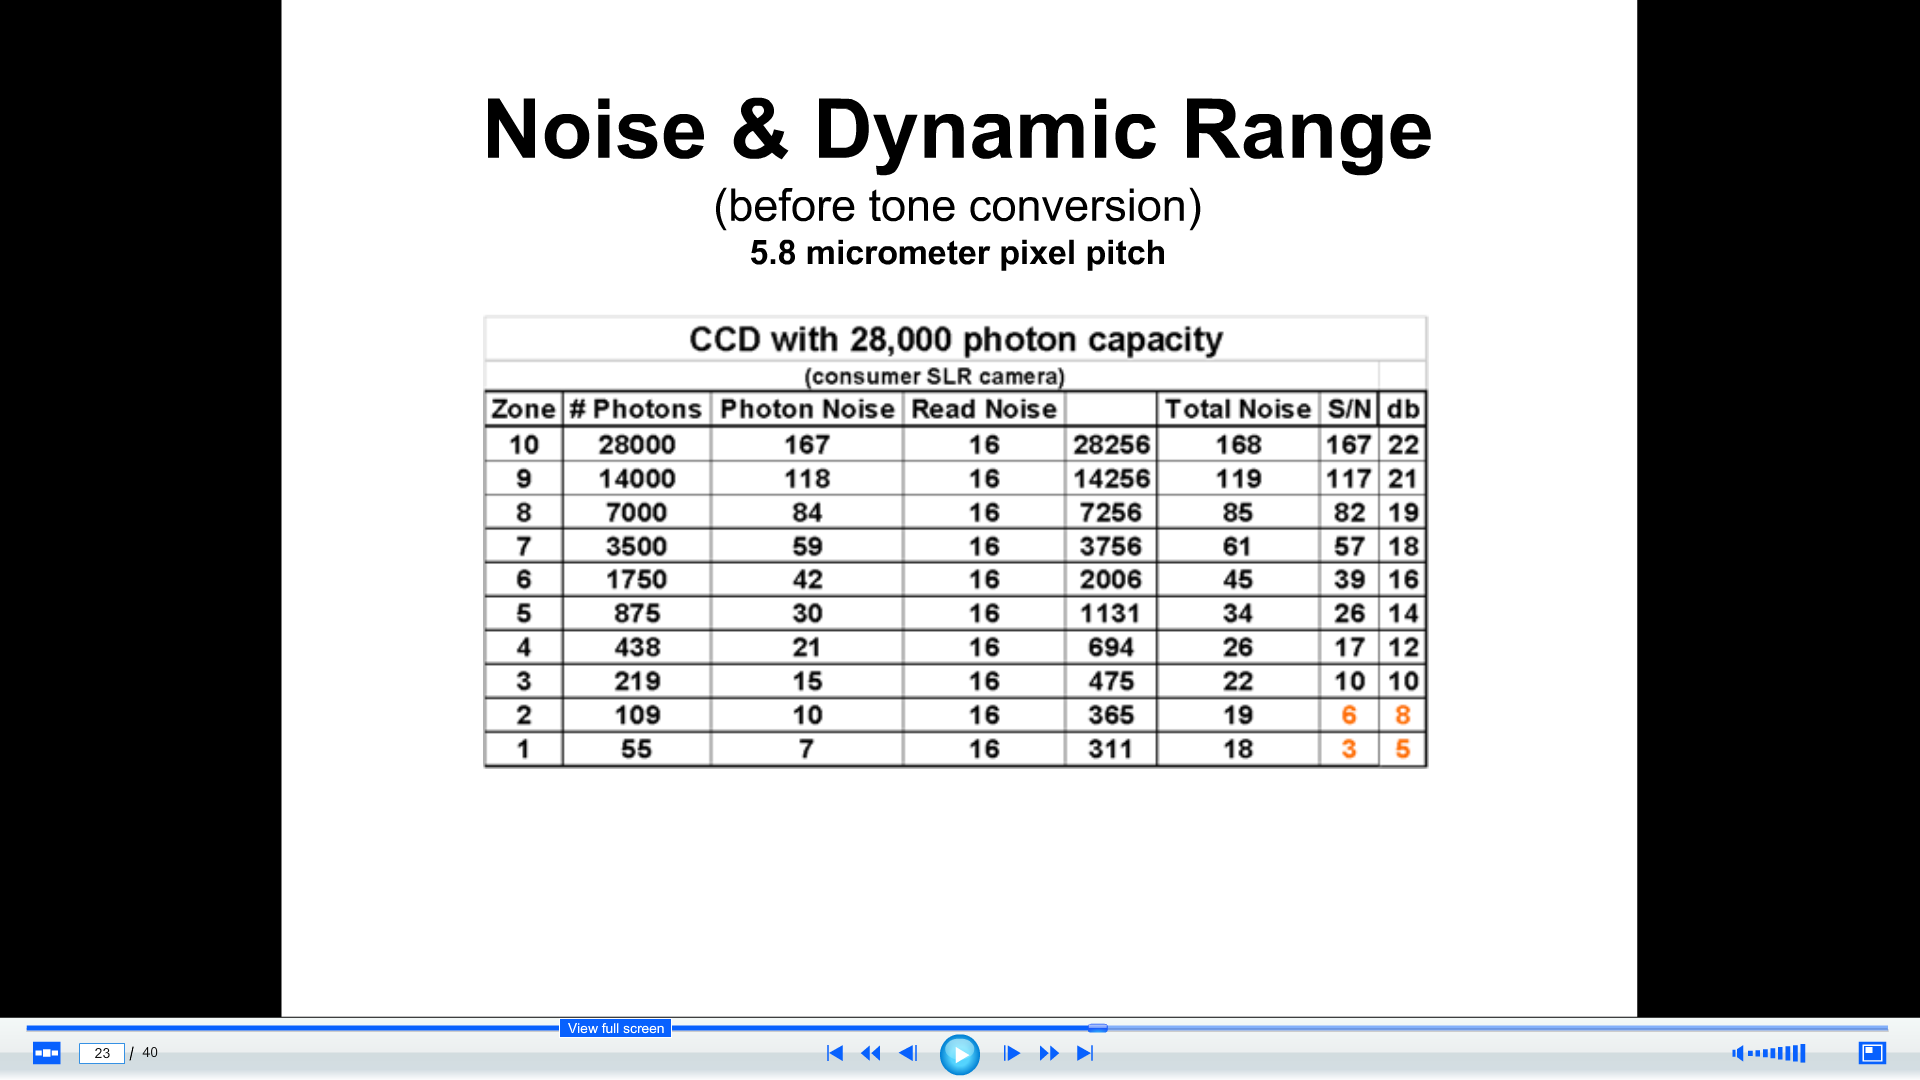 Noise & Dynamic Range
(before tone conversion)
5.8 micrometer pixel pitch
CCD with 28,000 photon capacity
(consumer SLR camera)
Zone # Photons Photon Noise Read Noise Total Noise S/N db
10 28000 167 16 28256 168 167 22
9 14000 118 16 14256 119 117 21
8 7000 84 16 7256 85 82 19
7 3500 59 16 3756 61 57 18
6 1750 42 16 2006 45 39 16
5 875 30 16 1131 34 26 14
4 438 21 16 694 26 17 12
3 219 15 16 475 22 10 10
2 109 10 16 365 19 6 8
1 55 7 16 311 18 3 5
View full screen
23 / 40